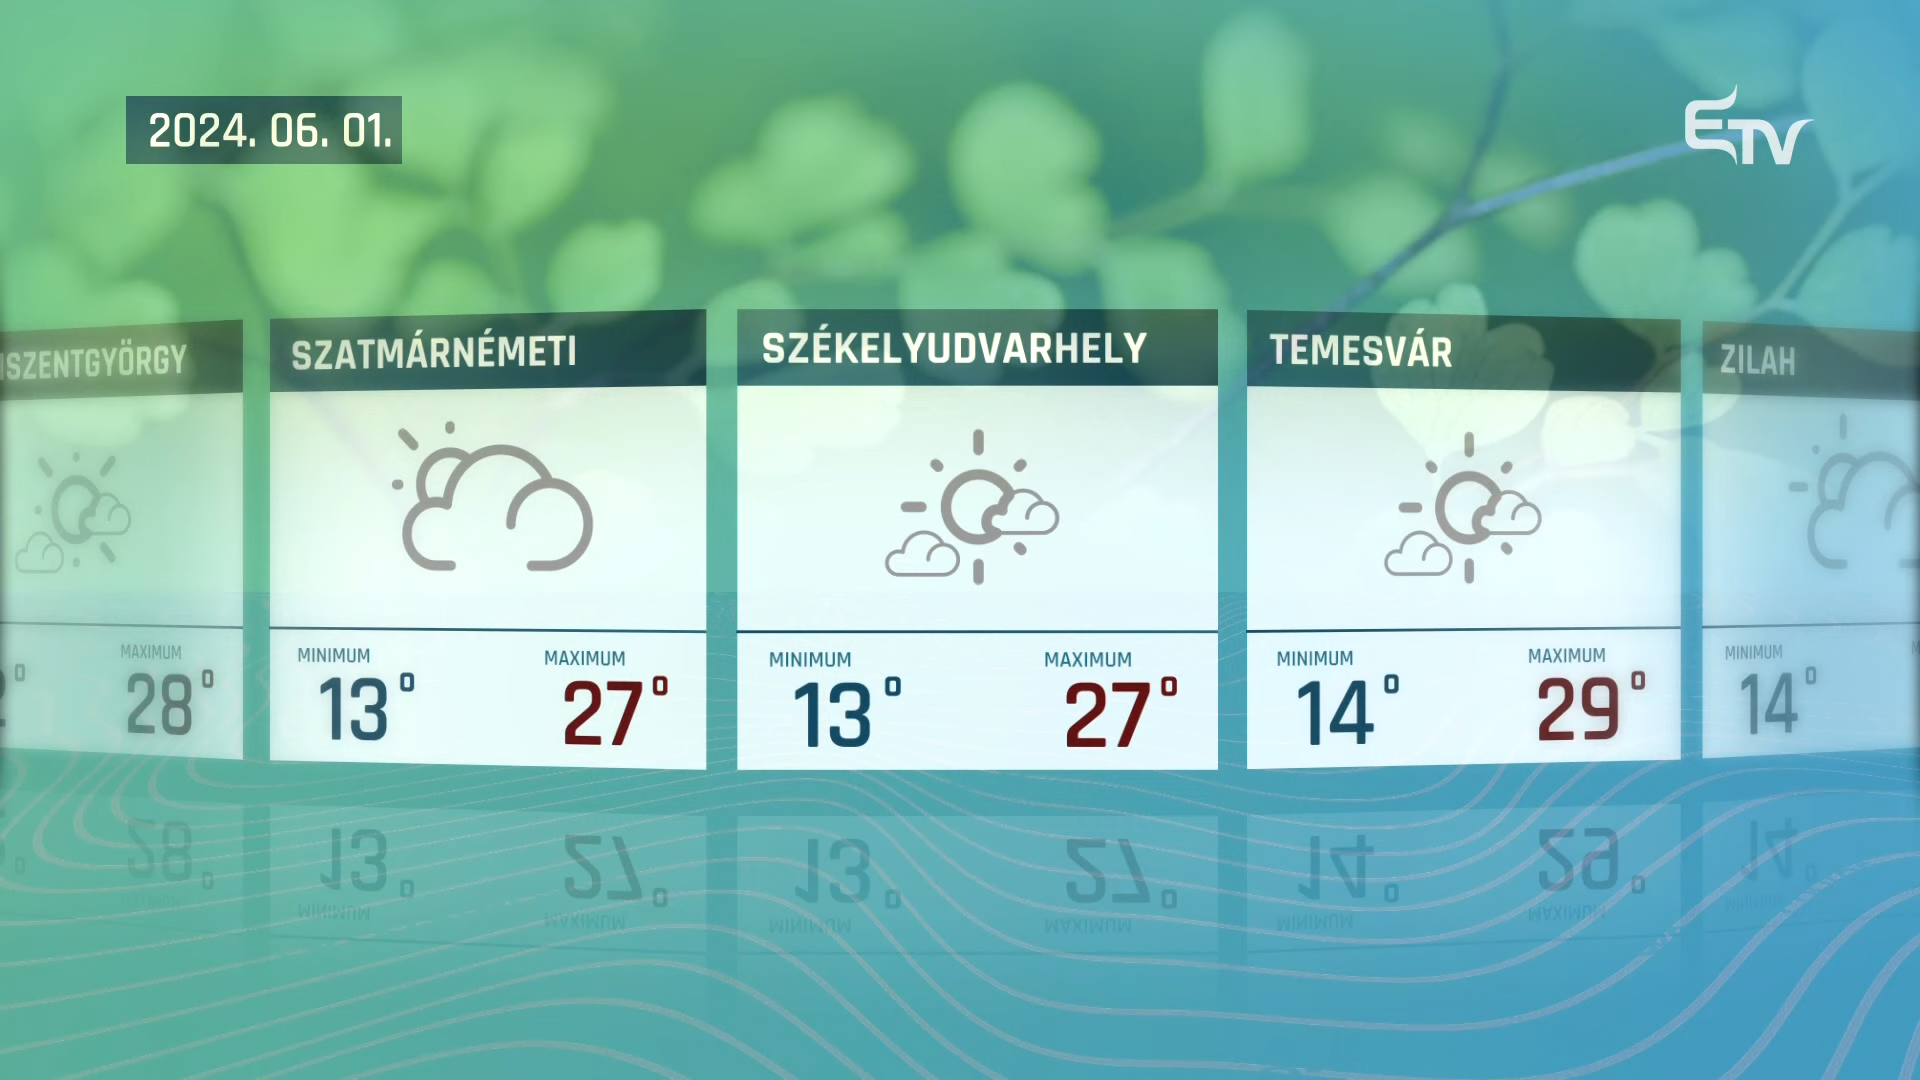 2024. 06. 01.
ETV
ISZENTGYÖRGY
MAXIMUM
28°
SZATMÁRNÉMETI
MINIMUM
13°
MAXIMUM
27°
SZÉKELYUDVARHELY
MINIMUM
13°
MAXIMUM
27°
TEMESVÁR
MINIMUM
14°
MAXIMUM
29°
ZILAH
MINIMUM
14°